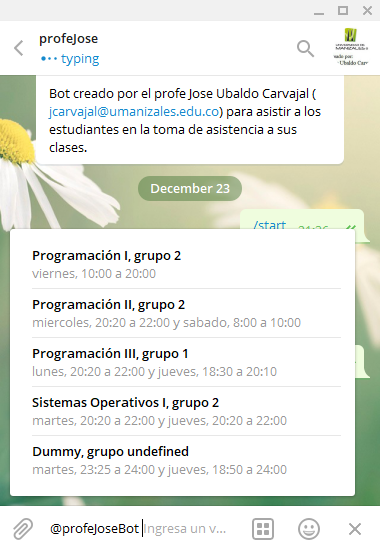 profeJose
typing
Bot creado por el profe Jose Ubaldo Carvajal (
jcarvajal@umanizales.edu.co) para asistir a los
estudiantes en la toma de asistencia a sus
clases.
December 23
/start
Programación I, grupo 2
viernes, 10:00 a 20:00
Programación II, grupo 2
miercoles, 20:20 a 22:00 y sabado, 8:00 a 10:00
Programación III, grupo 1
lunes, 20:20 a 22:00 y jueves, 18:30 a 20:10
Sistemas Operativos I, grupo 2
martes, 20:20 a 22:00 y jueves, 20:20 a 22:00
Dummy, grupo undefined
martes, 23:25 a 24:00 y jueves, 18:50 a 24:00
@profeJoseBot Ingresa un v...